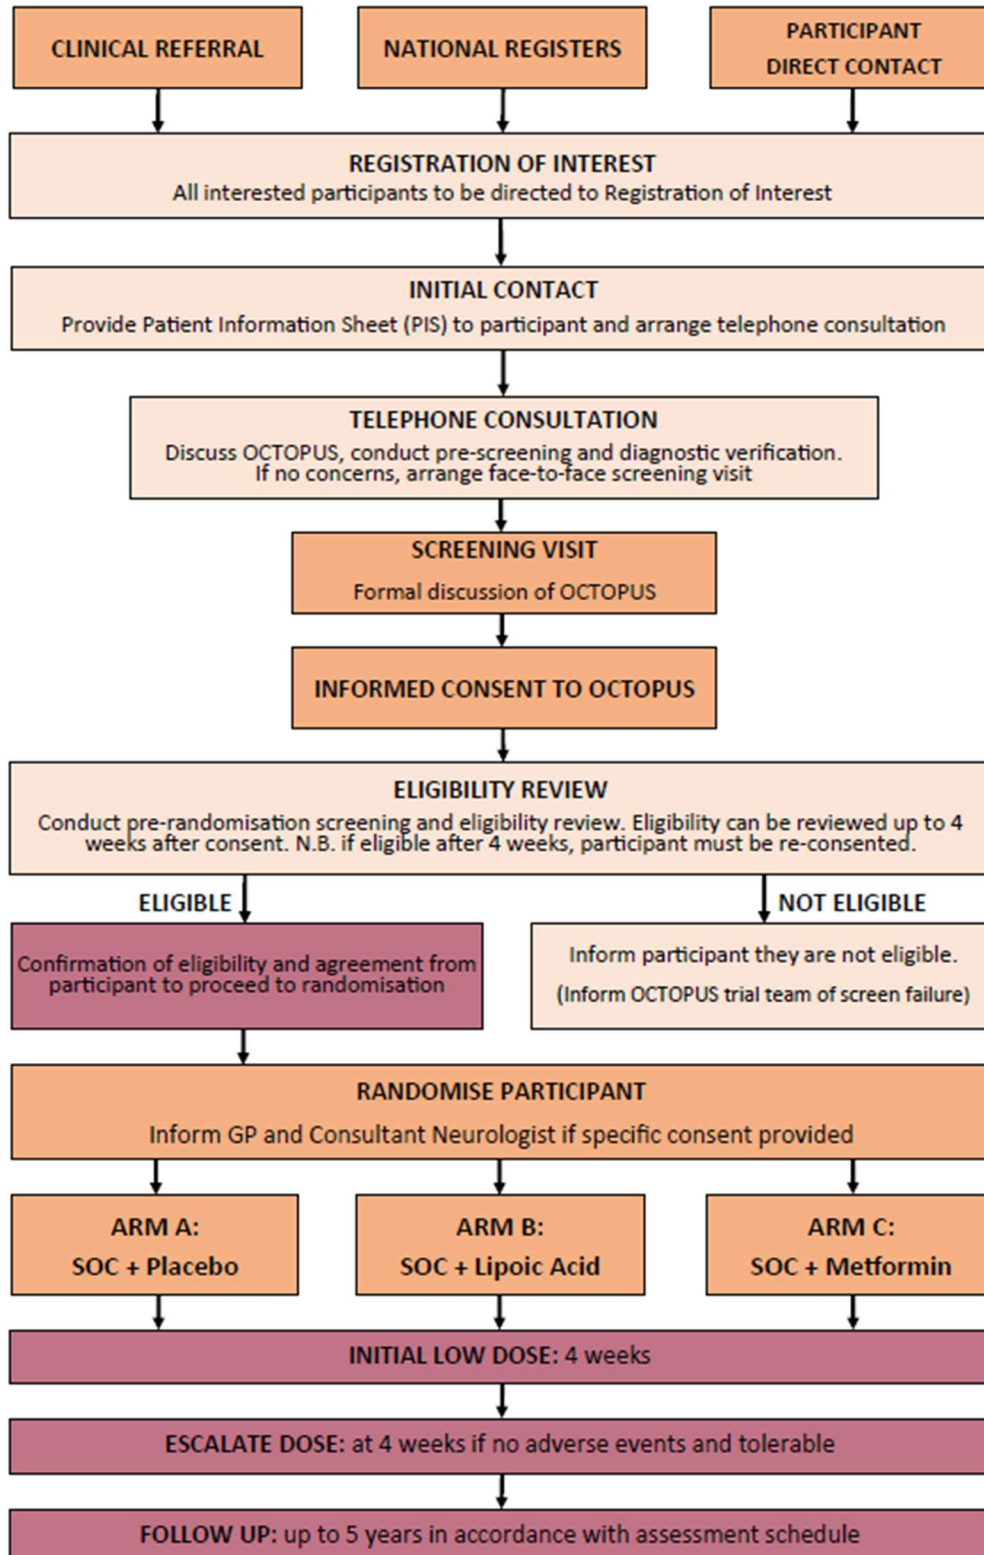 CLINICAL REFERRAL
NATIONAL REGISTERS
PARTICIPANT
DIRECT CONTACT
REGISTRATION OF INTEREST
All interested participants to be directed to Registration of Interest
INITIAL CONTACT
Provide Patient Information Sheet (PIS) to participant and arrange telephone consultation
TELEPHONE CONSULTATION
Discuss OCTOPUS, conduct pre-screening and diagnostic verification.
If no concerns, arrange face-to-face screening visit
SCREENING VISIT
Formal discussion of OCTOPUS
INFORMED CONSENT TO OCTOPUS
ELIGIBILITY REVIEW
Conduct pre-randomisation screening and eligibility review. Eligibility can be reviewed up to 4
weeks after consent. N.B. if eligible after 4 weeks, participant must be re-consented.
ELIGIBLE
NOT ELIGIBLE
Confirmation of eligibility and agreement from
participant to proceed to randomisation
Inform participant they are not eligible.
(Inform OCTOPUS trial team of screen failure)
RANDOMISE PARTICIPANT
Inform GP and Consultant Neurologist if specific consent provided
ARM A:
SOC + Placebo
ARM B:
SOC + Lipoic Acid
ARM C:
SOC + Metformin
INITIAL LOW DOSE: 4 weeks
ESCALATE DOSE: at 4 weeks if no adverse events and tolerable
FOLLOW UP: up to 5 years in accordance with assessment schedule